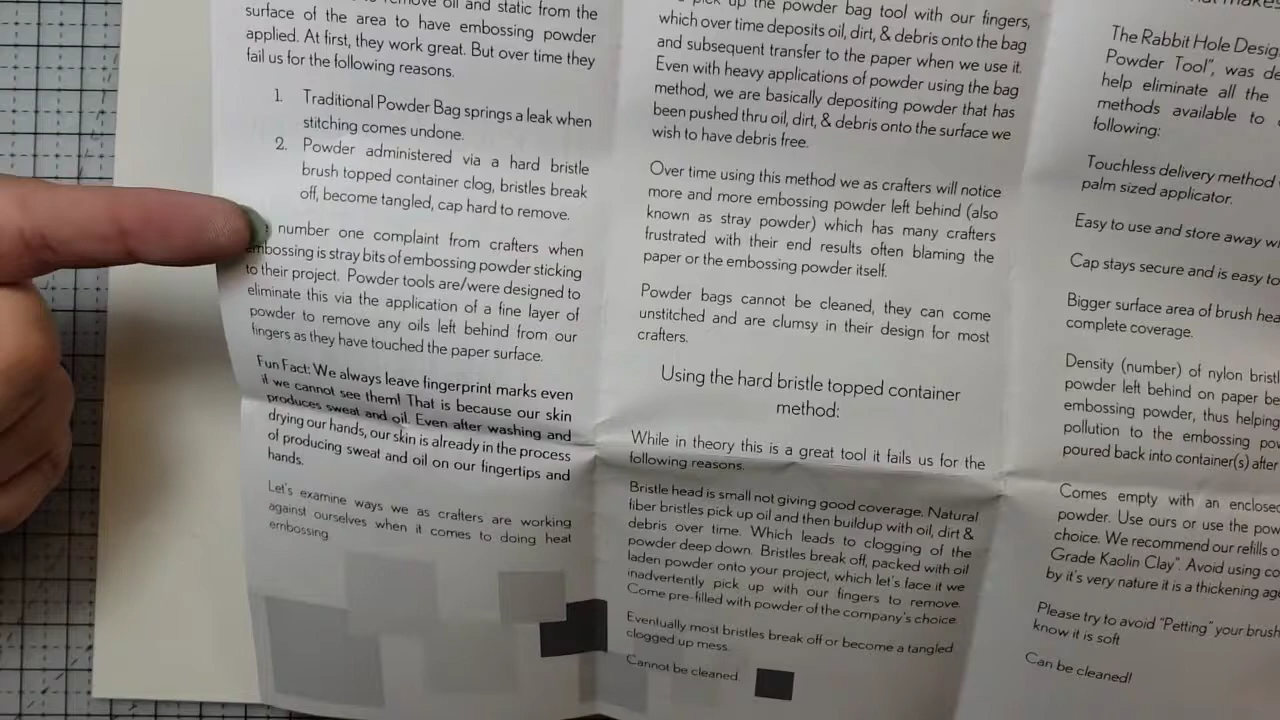 remove oil and static from the
surface of the area to have embossing powder
applied. At first, they work great. But over time they
fail us for the following reasons.
1. Traditional Powder Bag springs a leak when
stitching comes undone.
2. Powder administered via a hard bristle
brush topped container clog, bristles break
off, become tangled, cap hard to remove.
number one complaint from crafters when
embossing is stray bits of embossing powder sticking
to their project. Powder tools are/were designed to
eliminate this via the application of a fine layer of
powder to remove any oils left behind from our
fingers as they have touched the paper surface.
Fun Fact: We always leave fingerprint marks even
if we cannot see them! That is because our skin
produces sweat and oil. Even after washing and
drying our hands, our skin is already in the process
of producing sweat and oil on our fingertips and
hands.
Let's examine ways we as crafters are working
against ourselves when it comes to doing heat
embossing.
pick up the powder bag tool with our fingers,
which over time deposits oil, dirt, & debris onto the bag
and subsequent transfer to the paper when we use it.
Even with heavy applications of powder using the bag
method, we are basically depositing powder that has
been pushed thru oil, dirt, & debris onto the surface we
wish to have debris free.
Over time using this method we as crafters will notice
more and more embossing powder left behind (also
known as stray powder) which has many crafters
frustrated with their end results often blaming the
paper or the embossing powder itself.
Powder bags cannot be cleaned, they can come
unstitched and are clumsy in their design for most
crafters.
Using the hard bristle topped container
method:
While in theory this is a great tool it fails us for the
following reasons.
Bristle head is small not giving good coverage. Natural
fiber bristles pick up oil and then buildup with oil, dirt &
debris over time. Which leads to clogging of the
powder deep down. Bristles break off, packed with oil
laden powder onto your project, which let's face it we
inadvertently pick up with our fingers to remove.
Come pre-filled with powder of the company's choice.
Eventually most bristles break off or become a tangled
clogged up mess.
Cannot be cleaned.
The Rabbit Hole Desig
Powder Tool", was de
help eliminate all the
methods available to
following:
Touchless delivery method
palm sized applicator.
Easy to use and store away wi
Cap stays secure and is easy to
Bigger surface area of brush hea
complete coverage.
Density (number) of nylon bristl
powder left behind on paper be
embossing powder, thus helping
pollution to the embossing po
poured back into container(s) after
Comes empty with an enclosed
powder. Use ours or use the pow
choice. We recommend our refills o
Grade Kaolin Clay". Avoid using co
by it's very nature it is a thickening ag
Please try to avoid "Petting" your brush
know it is soft
Can be cleaned!